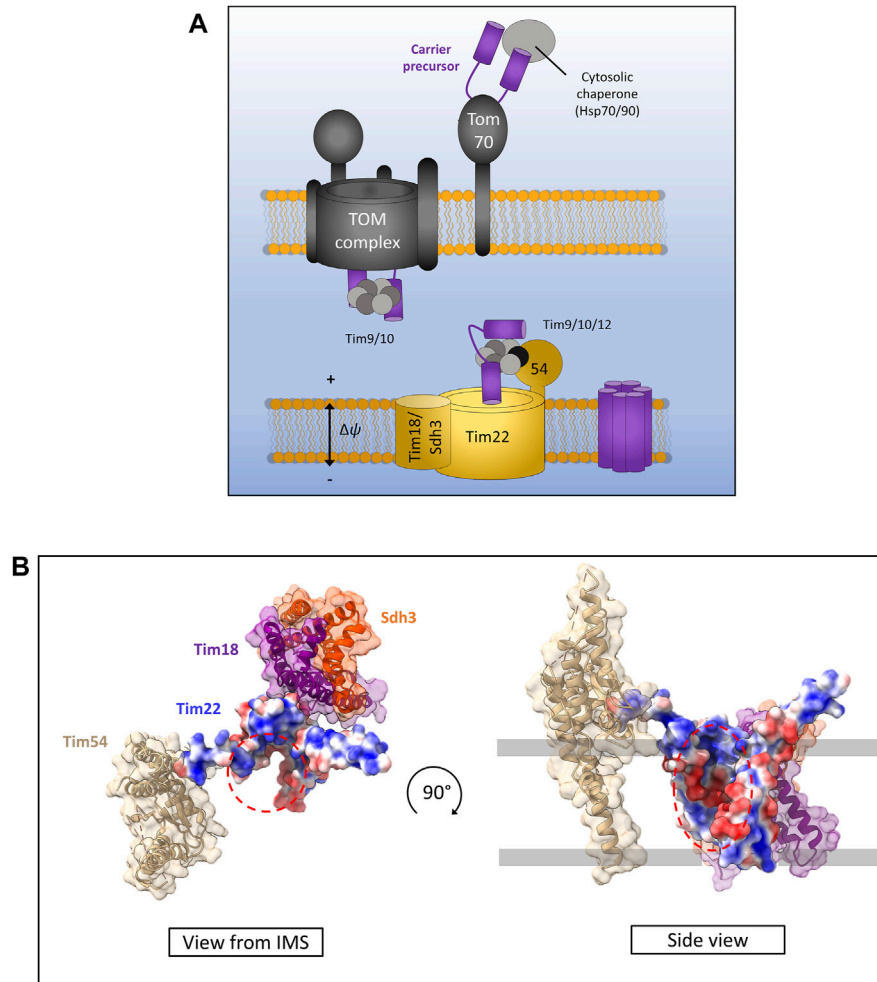 A
Carrier
precursor
Cytosolic
chaperone
(Hsp70/90)
Tom
70
TOM
complex
Tim9/10
Tim9/10/12
54
+
Δψ
-
Tim18/
Sdh3
Tim22
B
Sdh3
Tim18
Tim22
Tim54
90°
View from IMS
Side view